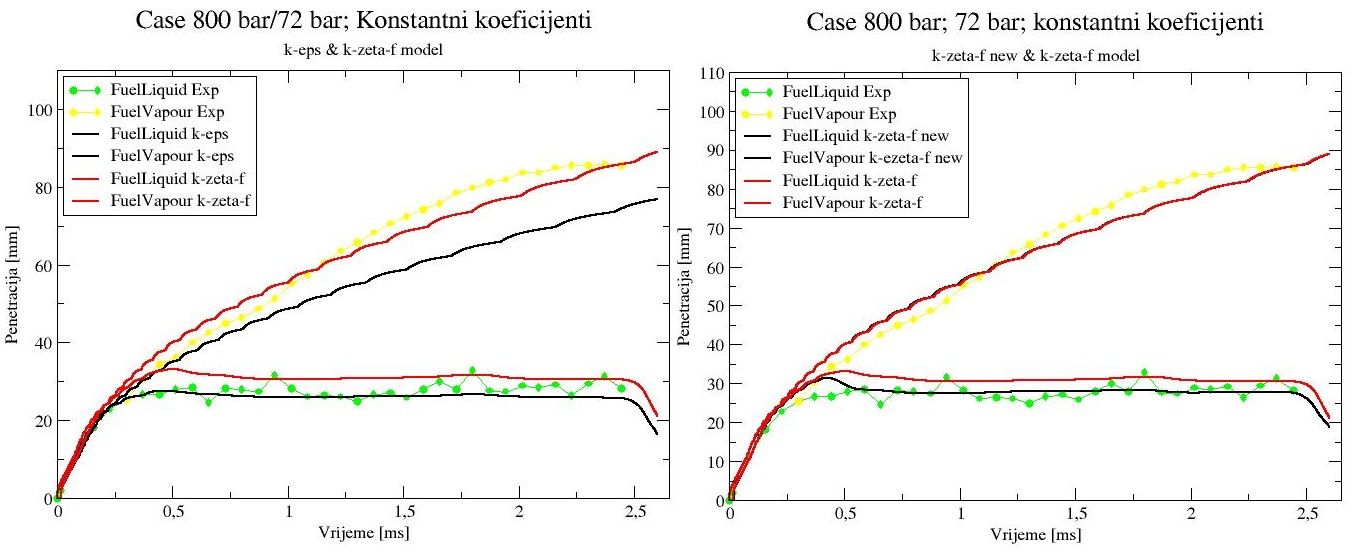 Case 800 bar/72 bar; Konstantni koeficijenti
k-eps & k-zeta-f model
FuelLiquid Exp
FuelVapour Exp
FuelLiquid k-eps
FuelVapour k-eps
FuelLiquid k-zeta-f
FuelVapour k-zeta-f
Penetracija [mm]
100
80
60
40
20
0
0
0,5
1
1,5
2
2,5
Vrijeme [ms]
Case 800 bar; 72 bar; konstantni koeficijenti
k-zeta-f new & k-zeta-f model
FuelLiquid Exp
FuelVapour Exp
FuelLiquid k-zeta-f new
FuelVapour k-ezeta-f new
FuelLiquid k-zeta-f
FuelVapour k-zeta-f
Penetracija [mm]
110
100
90
80
70
60
50
40
30
20
10
0
0
0,5
1
1,5
2
2,5
Vrijeme [ms]